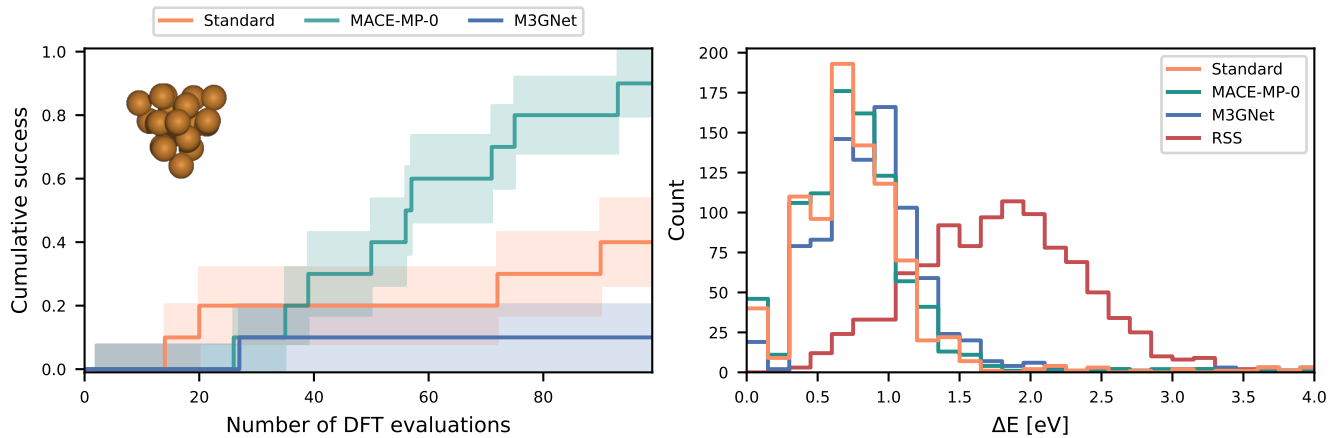 Standard MACE-MP-0 M3GNet
1.0
0.8
0.6
0.4
0.2
0.0
Cumulative success
0 20 40 60 80
Number of DFT evaluations
200
175
150
125
100
75
50
25
0
Count
Standard
MACE-MP-0
M3GNet
RSS
0.0 0.5 1.0 1.5 2.0 2.5 3.0 3.5 4.0
ΔE [eV]